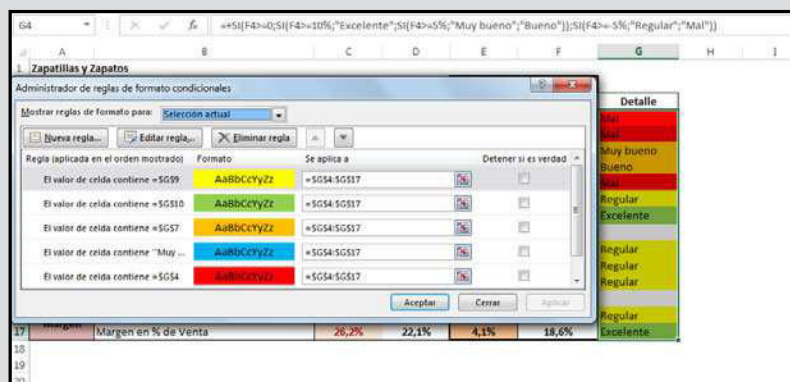 G4 fx =+SI(F4>=0;SI(F4>=10%;"Excelente";SI(F4>=5%;"Muy bueno";"Bueno"));SI(F4>=-5%;"Regular";"Mal"))
A B C D E F G H I
1 Zapatillas y Zapatos
Administrador de reglas de formato condicionales
Mostrar reglas de formato para: Selección actual
Nueva regla... Editar regla... Eliminar regla
Regla (aplicada en el orden mostrado) Formato Se aplica a Detener si es verdad
El valor de celda contiene =$G$9 AaBbCcYyZz =$G$4:$G$17
El valor de celda contiene =$G$10 AaBbCcYyZz =$G$4:$G$17
El valor de celda contiene =$G$7 AaBbCcYyZz =$G$4:$G$17
El valor de celda contiene "Muy ... AaBbCcYyZz =$G$4:$G$17
El valor de celda contiene =$G$4 AaBbCcYyZz =$G$4:$G$17
Aceptar Cerrar Aplicar
Detalle
Mal
Mal
Muy bueno
Bueno
Mal
Regular
Excelente
Regular
Regular
Regular
Regular
17 Margen Margen en % de Venta 26,2% 22,1% 4,1% 18,6% Excelente
18
19
20